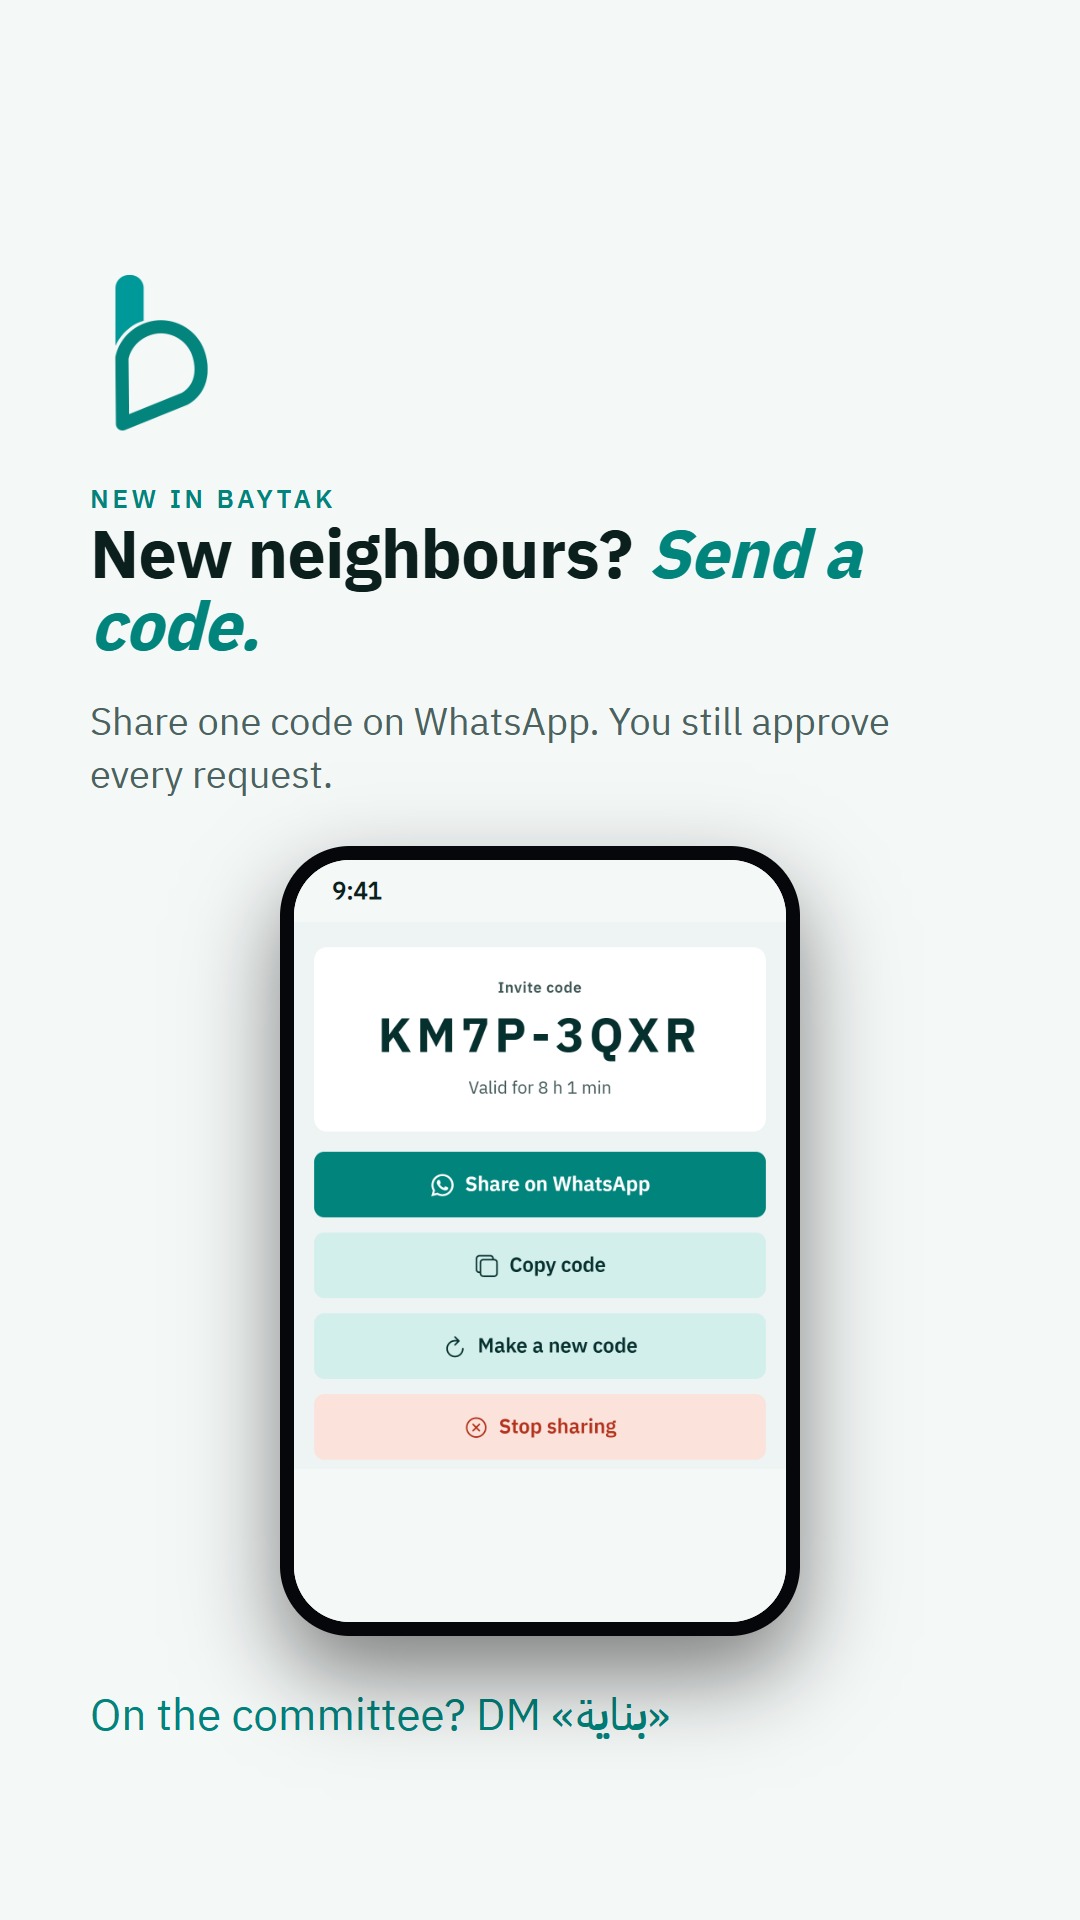 NEW IN BAYTAK
New neighbours? Send a
code.
Share one code on WhatsApp. You still approve
every request.
9:41
Invite code
KM7P-3QXR
Valid for 8 h 1 min
Share on WhatsApp
Copy code
Make a new code
Stop sharing
On the committee? DM «بناية»